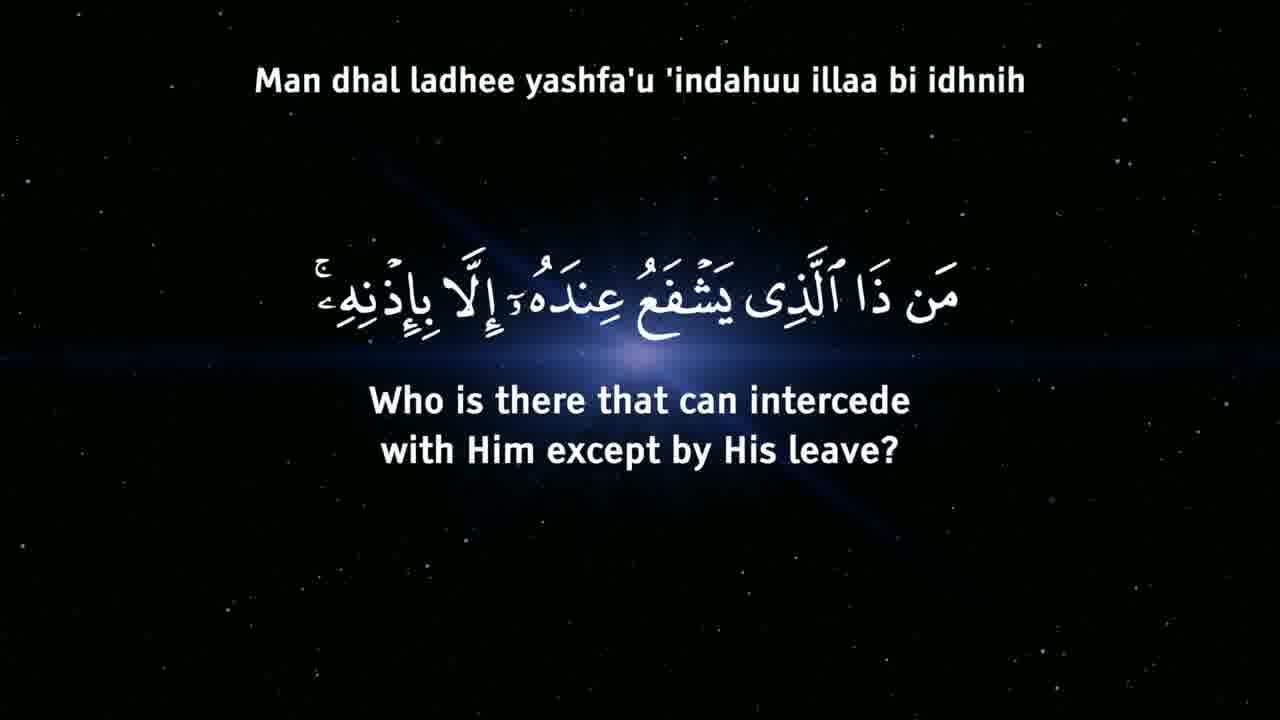 Man dhal ladhee yashfa'u 'indahuu illaa bi idhnih
مَن ذَا ٱلَّذِى يَشْفَعُ عِندَهُۥٓ إِلَّا بِإِذْنِهِۦ ۚ
Who is there that can intercede
with Him except by His leave?